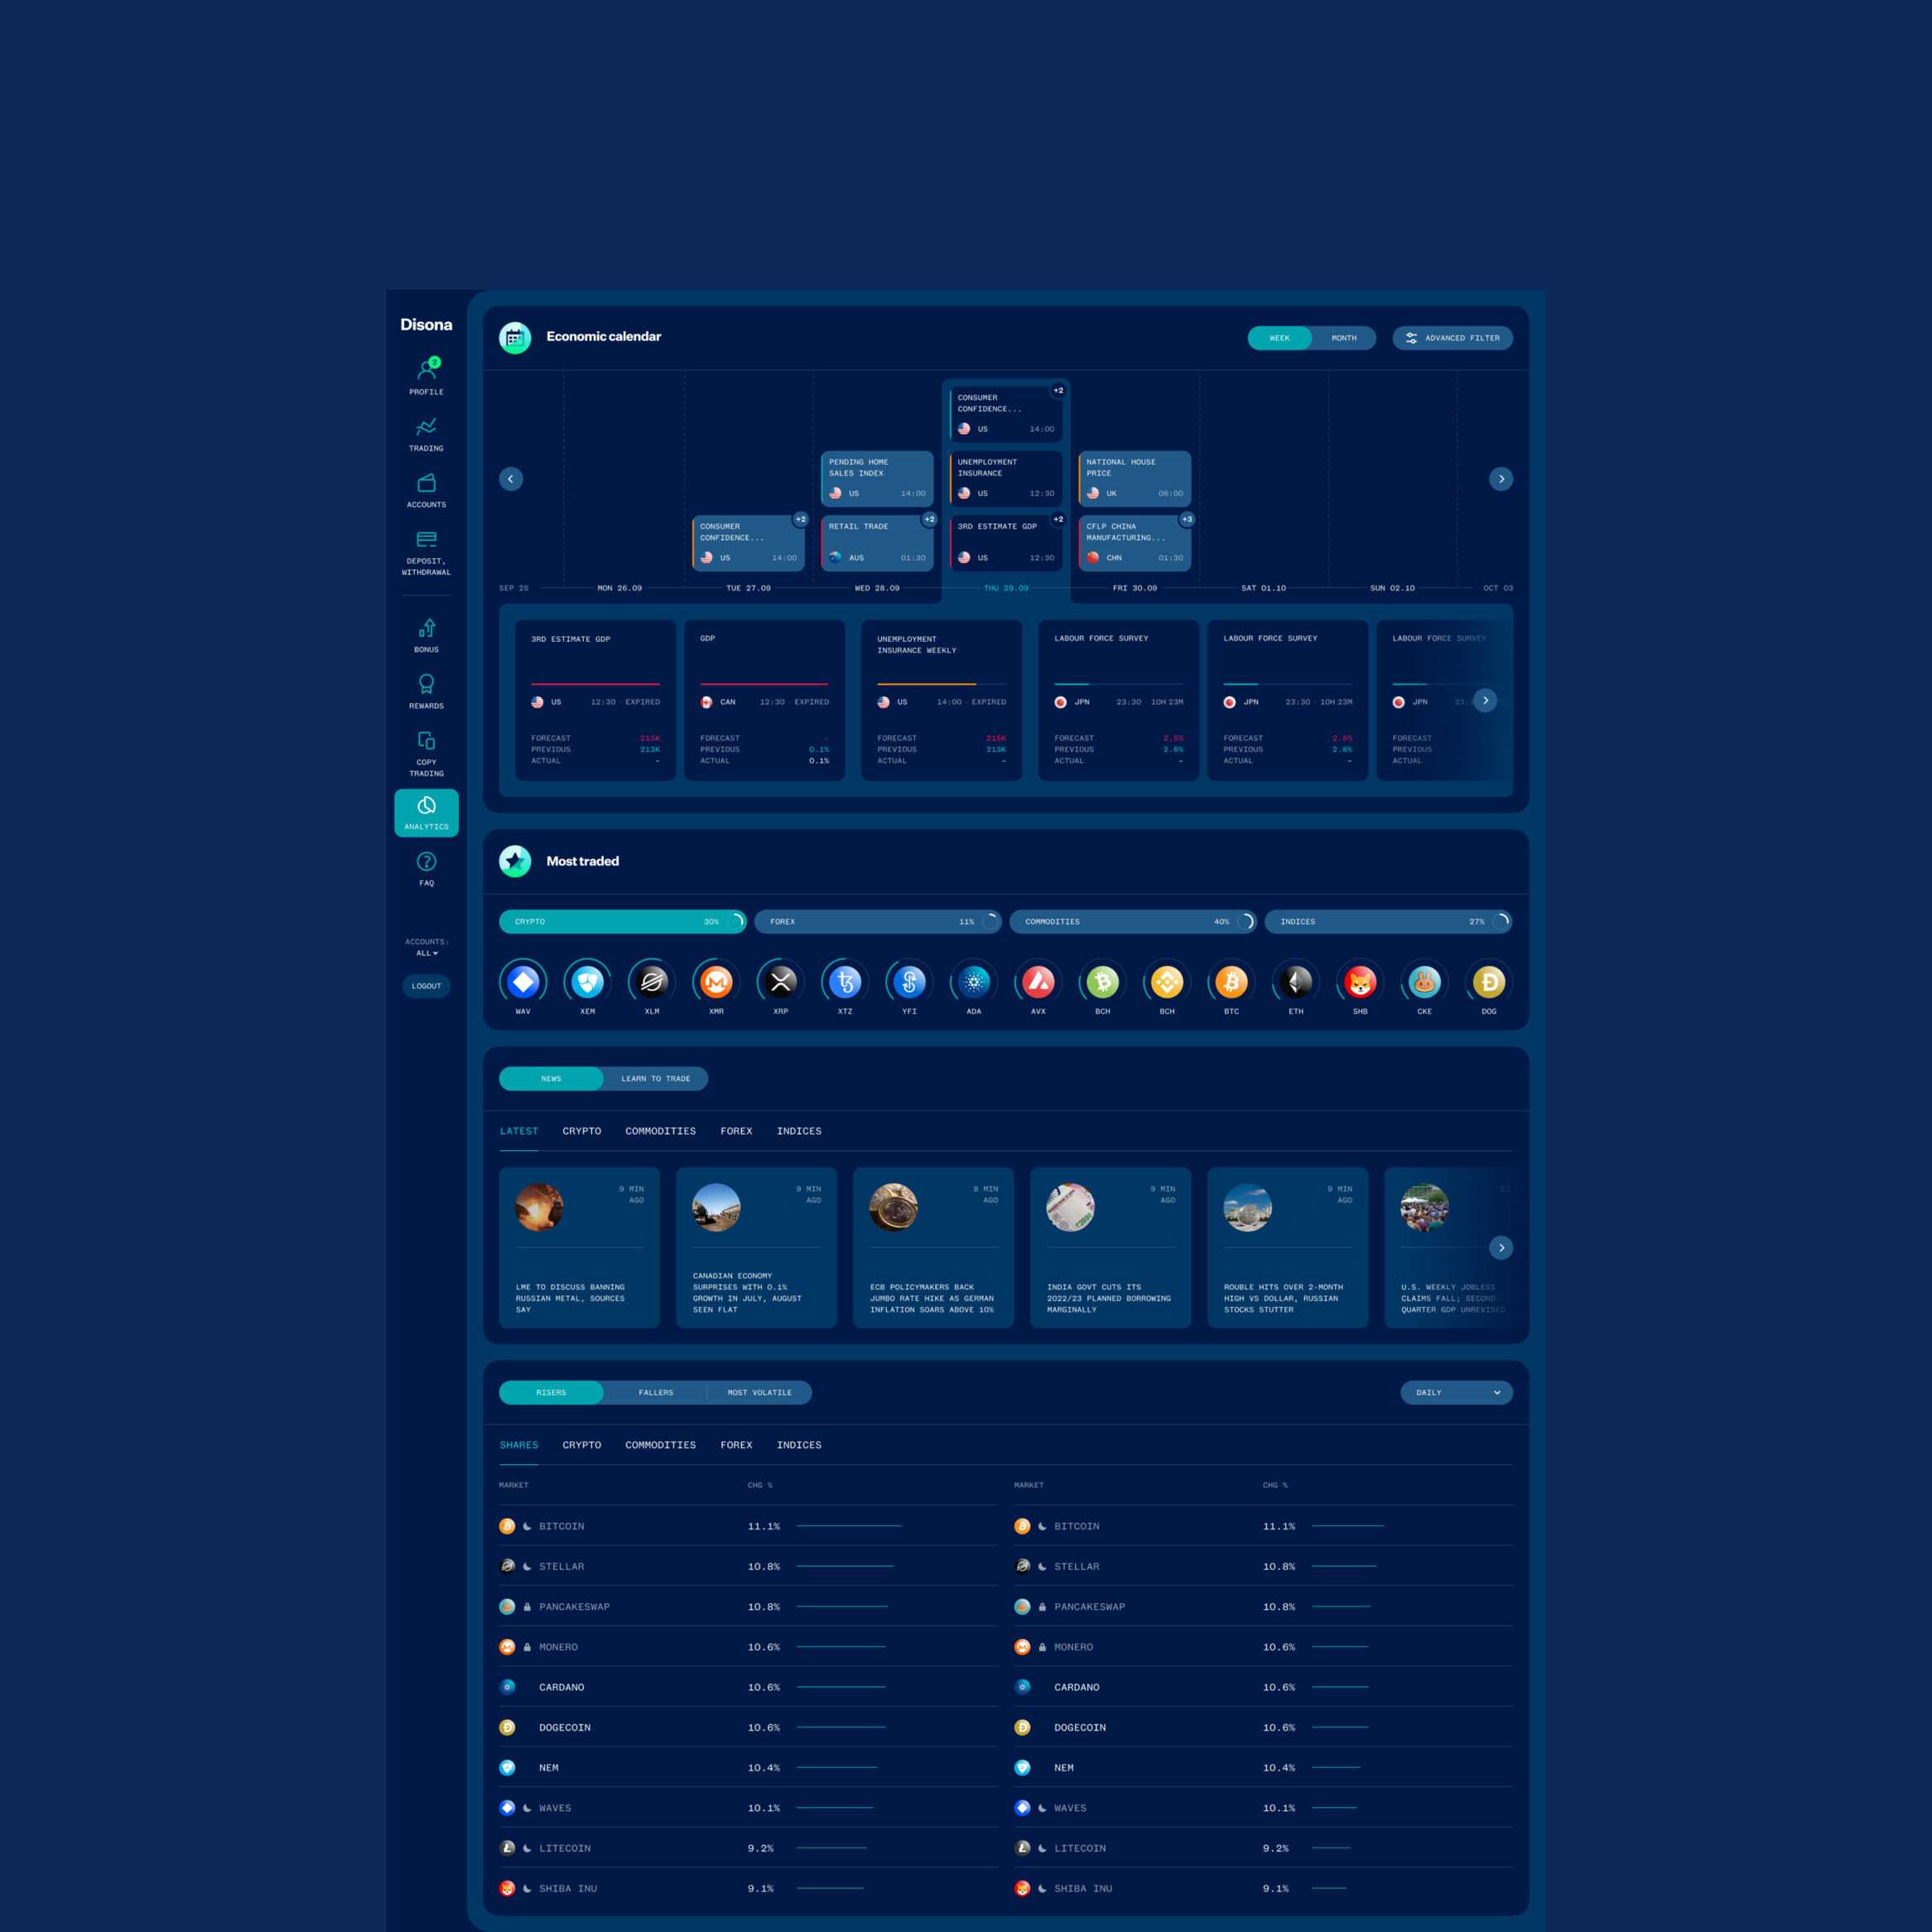 Disona
2
PROFILE
TRADING
ACCOUNTS
DEPOSIT,
WITHDRAWAL
BONUS
REWARDS
COPY
TRADING
ANALYTICS
FAQ
ACCOUNTS:
ALL
LOGOUT
Economic calendar
WEEK MONTH ADVANCED FILTER
CONSUMER +2
CONFIDENCE...
US 14:00
PENDING HOME
SALES INDEX
US 14:00
UNEMPLOYMENT
INSURANCE
US 12:30
NATIONAL HOUSE
PRICE
UK 06:00
CONSUMER +2
CONFIDENCE...
US 14:00
RETAIL TRADE +2
AUS 01:30
3RD ESTIMATE GDP +2
US 12:30
CFLP CHINA +3
MANUFACTURING...
CHN 01:30
SEP 25 MON 26.09 TUE 27.09 WED 28.09 THU 29.09 FRI 30.09 SAT 01.10 SUN 02.10 OCT 03
3RD ESTIMATE GDP
US 12:30 · EXPIRED
FORECAST 215K
PREVIOUS 213K
ACTUAL –
GDP
CAN 12:30 · EXPIRED
FORECAST –
PREVIOUS 0.1%
ACTUAL 0.1%
UNEMPLOYMENT
INSURANCE WEEKLY
US 14:00 · EXPIRED
FORECAST 215K
PREVIOUS 213K
ACTUAL –
LABOUR FORCE SURVEY
JPN 23:30 · 10H 23M
FORECAST 2.5%
PREVIOUS 2.6%
ACTUAL –
LABOUR FORCE SURVEY
JPN 23:30 · 10H 23M
FORECAST 2.5%
PREVIOUS 2.6%
ACTUAL –
LABOUR FORCE SURVEY
JPN
FORECAST
PREVIOUS
ACTUAL
Most traded
CRYPTO 30% FOREX 11% COMMODITIES 40% INDICES 27%
WAV XEM XLM XMR XRP XTZ YFI ADA AVX BCH BCH BTC ETH SHB CKE DOG
NEWS LEARN TO TRADE
LATEST CRYPTO COMMODITIES FOREX INDICES
9 MIN
AGO
LME TO DISCUSS BANNING
RUSSIAN METAL, SOURCES
SAY
9 MIN
AGO
CANADIAN ECONOMY
SURPRISES WITH 0.1%
GROWTH IN JULY, AUGUST
SEEN FLAT
9 MIN
AGO
ECB POLICYMAKERS BACK
JUMBO RATE HIKE AS GERMAN
INFLATION SOARS ABOVE 10%
9 MIN
AGO
INDIA GOVT CUTS ITS
2022/23 PLANNED BORROWING
MARGINALLY
9 MIN
AGO
ROUBLE HITS OVER 2-MONTH
HIGH VS DOLLAR, RUSSIAN
STOCKS STUTTER
U.S. WEEKLY JOBLESS
CLAIMS FALL; SECOND-
QUARTER GDP UNREVISED
RISERS FALLERS MOST VOLATILE DAILY
SHARES CRYPTO COMMODITIES FOREX INDICES
MARKET CHG % MARKET CHG %
BITCOIN 11.1% BITCOIN 11.1%
STELLAR 10.8% STELLAR 10.8%
PANCAKESWAP 10.8% PANCAKESWAP 10.8%
MONERO 10.6% MONERO 10.6%
CARDANO 10.6% CARDANO 10.6%
DOGECOIN 10.6% DOGECOIN 10.6%
NEM 10.4% NEM 10.4%
WAVES 10.1% WAVES 10.1%
LITECOIN 9.2% LITECOIN 9.2%
SHIBA INU 9.1% SHIBA INU 9.1%